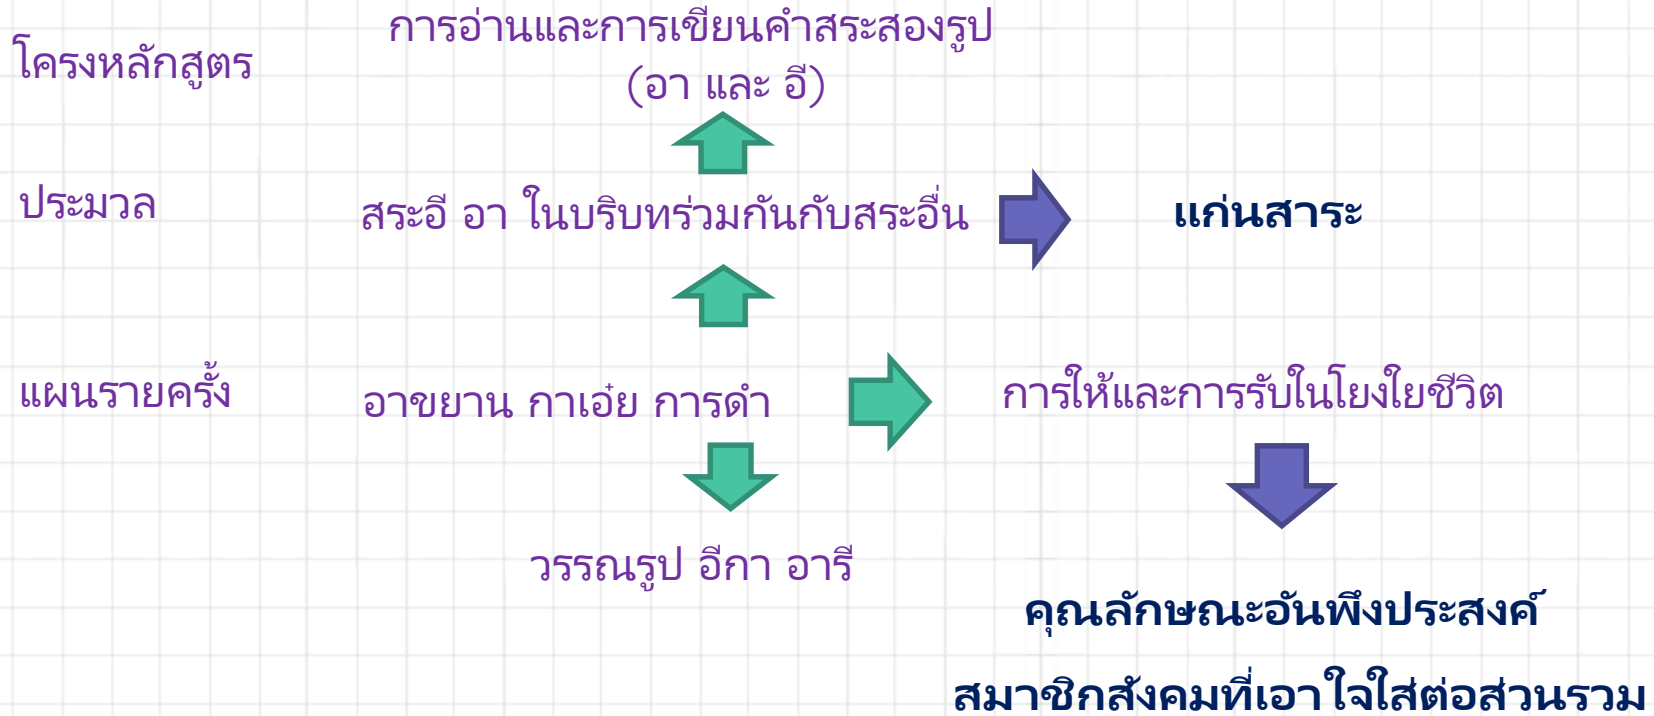 การอ่านและการเขียนคำสระสองรูป
โครงหลักสูตร
(อา และ อี)
ประมวล
สระอี อา ในบริบทร่วมกันกับสระอื่น
แก่นสาระ
แผนรายครั้ง
อาขยาน กาเอ๋ย การดำ
การให้และการรับในโยงใยชีวิต
วรรณรูป อีกา อารี
คุณลักษณะอันพึงประสงค์
สมาชิกสังคมที่เอาใจใส่ต่อส่วนรวม